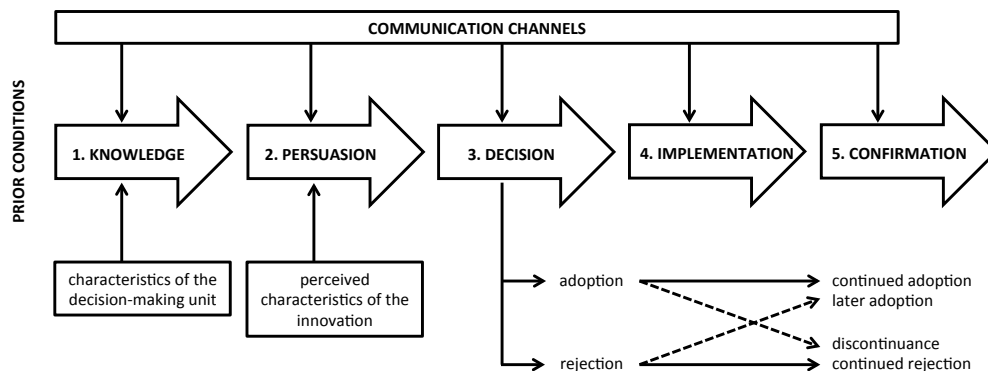 COMMUNICATION CHANNELS
PRIOR CONDITIONS
1. KNOWLEDGE
2. PERSUASION
3. DECISION
4. IMPLEMENTATION
5. CONFIRMATION
characteristics of the
decision-making unit
perceived
characteristics of the
innovation
adoption
continued adoption
later adoption
discontinuance
rejection
continued rejection